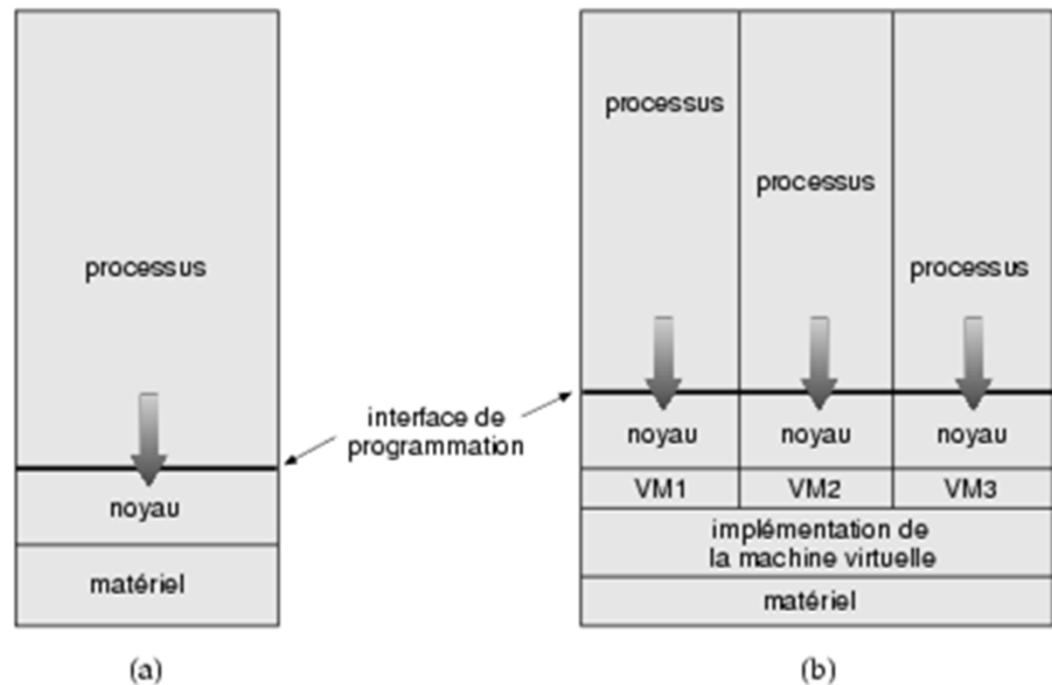 processus
noyau
matériel
(a)
interface de
programmation
processus
processus
processus
noyau noyau noyau
VM1 VM2 VM3
implémentation de
la machine virtuelle
matériel
(b)